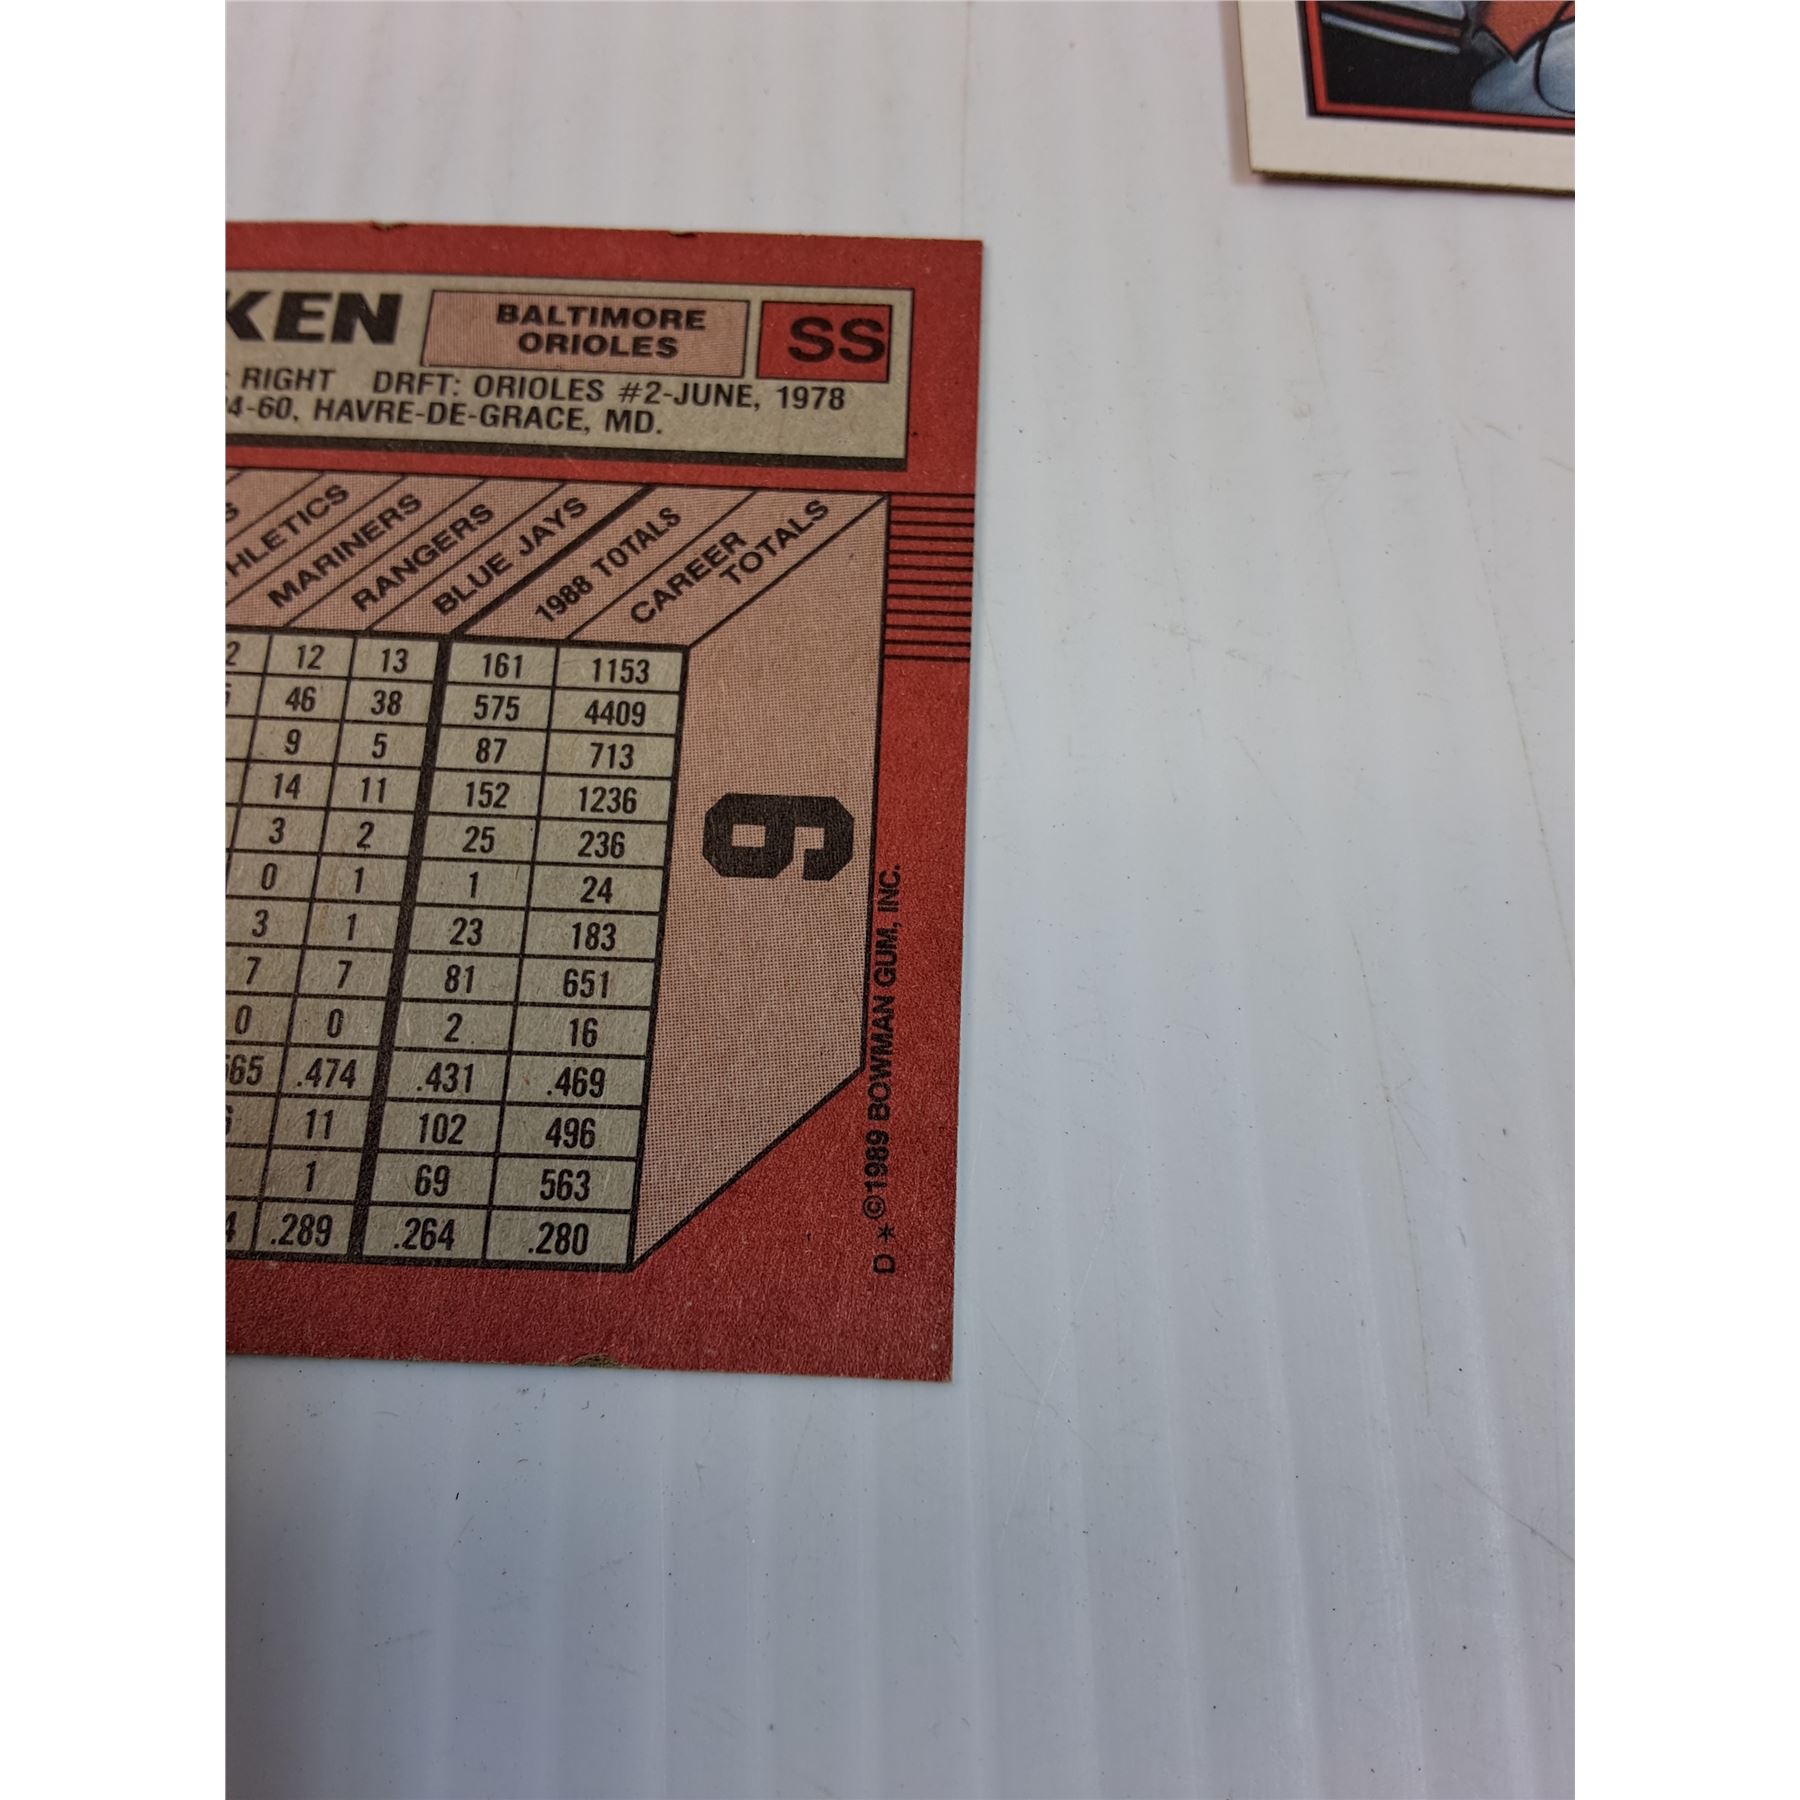 KEN
BALTIMORE
ORIOLES
SS
RIGHT DRFT: ORIOLES #2-JUNE, 1978
4-60, HAVRE-DE-GRACE, MD.
HLETICS
MARINERS
RANGERS
BLUE JAYS
1988 TOTALS
CAREER
TOTALS
2 12 13 161 1153
46 38 575 4409
9 5 87 713
14 11 152 1236
3 2 25 236
0 1 1 24
3 1 23 183
7 7 81 651
0 0 2 16
65 .474 .431 .469
11 102 496
1 69 563
4 .289 .264 .280
9
D *©1989 BOWMAN GUM, INC.